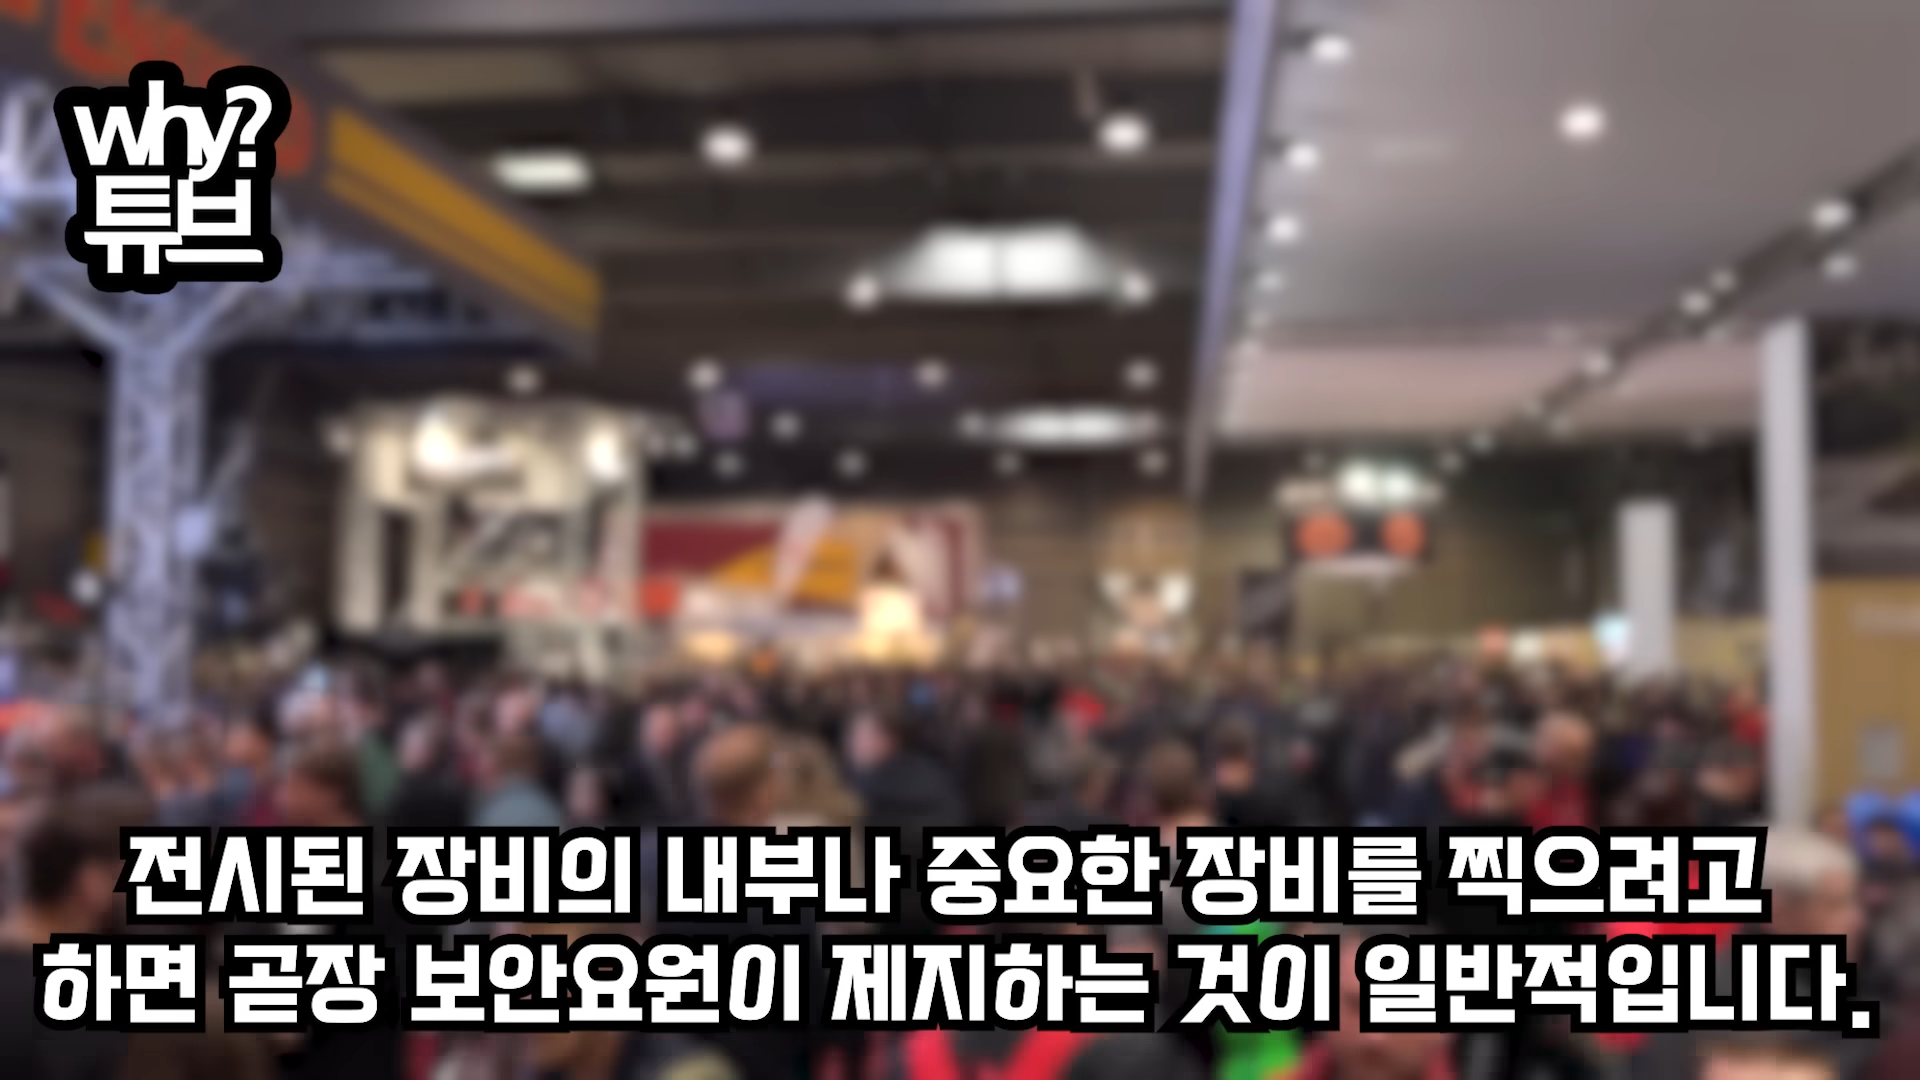 why?
튜브
전시된 장비의 내부나 중요한 장비를 찍으려고
하면 곧장 보안요원이 제지하는 것이 일반적입니다.